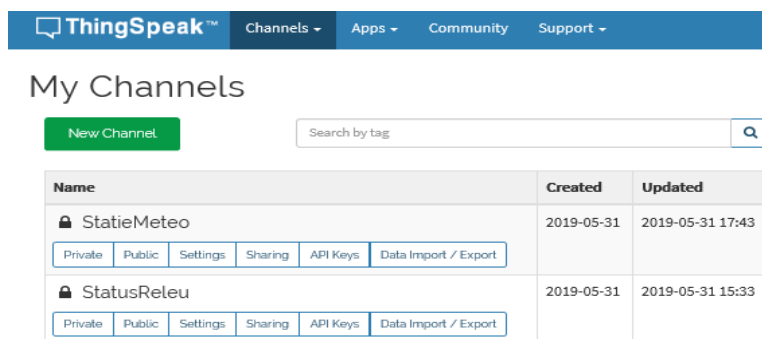 ThingSpeak™ Channels Apps Community Support
My Channels
New Channel Search by tag
Name Created Updated
StatieMeteo 2019-05-31 2019-05-31 17:43
Private Public Settings Sharing API Keys Data Import / Export
StatusReleu 2019-05-31 2019-05-31 15:33
Private Public Settings Sharing API Keys Data Import / Export